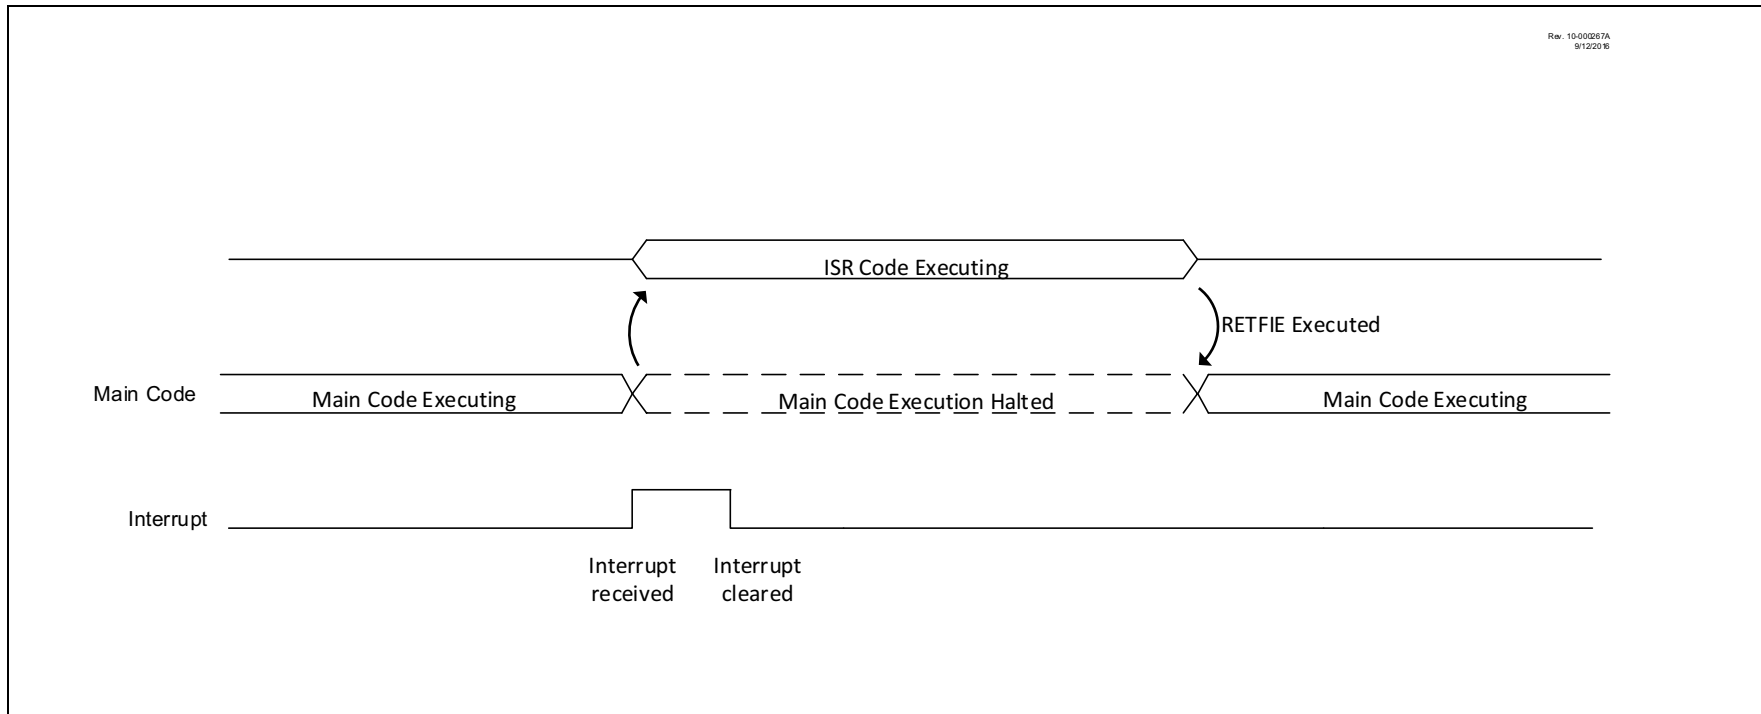 Rev. 10-000267A
9/12/2016
ISR Code Executing
RETFIE Executed
Main Code
Main Code Executing
Main Code Execution Halted
Main Code Executing
Interrupt
Interrupt
received
Interrupt
cleared